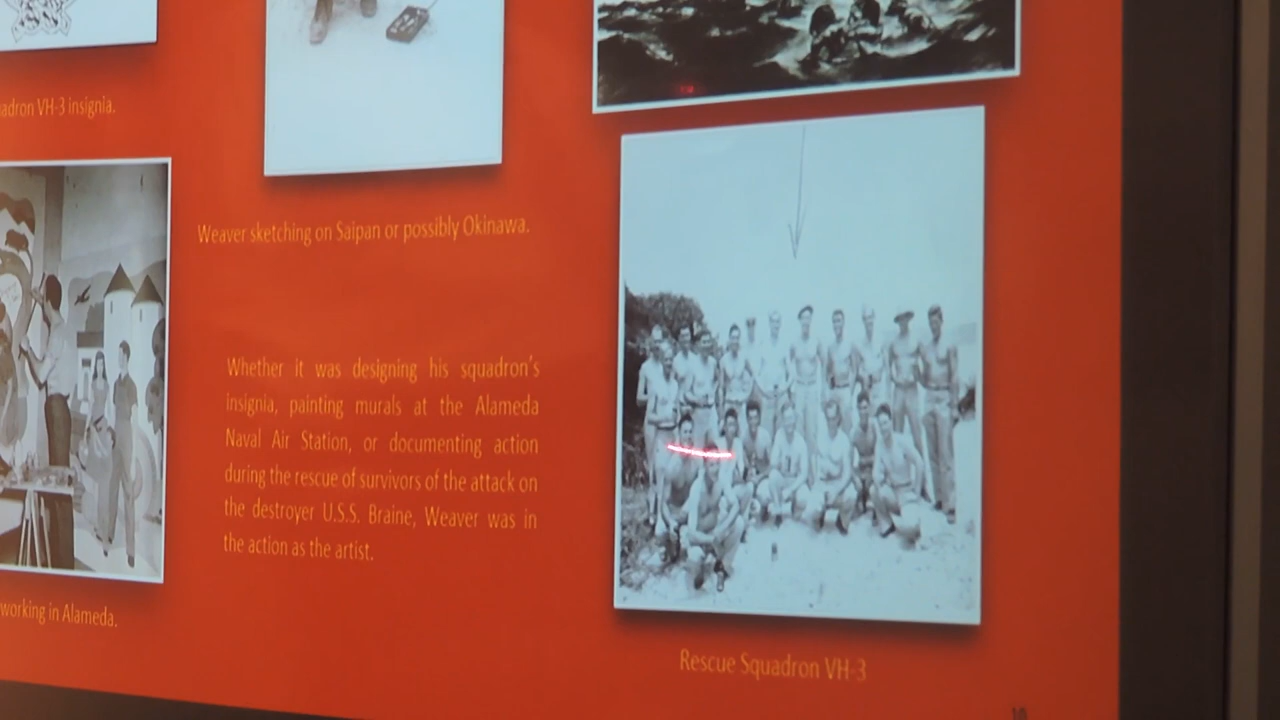 adron VH-3 insignia.
Weaver sketching on Saipan or possibly Okinawa.
Whether it was designing his squadron's
insignia, painting murals at the Alameda
Naval Air Station, or documenting action
during the rescue of survivors of the attack on
the destroyer U.S.S. Braine, Weaver was in
the action as the artist.
working in Alameda.
Rescue Squadron VH-3